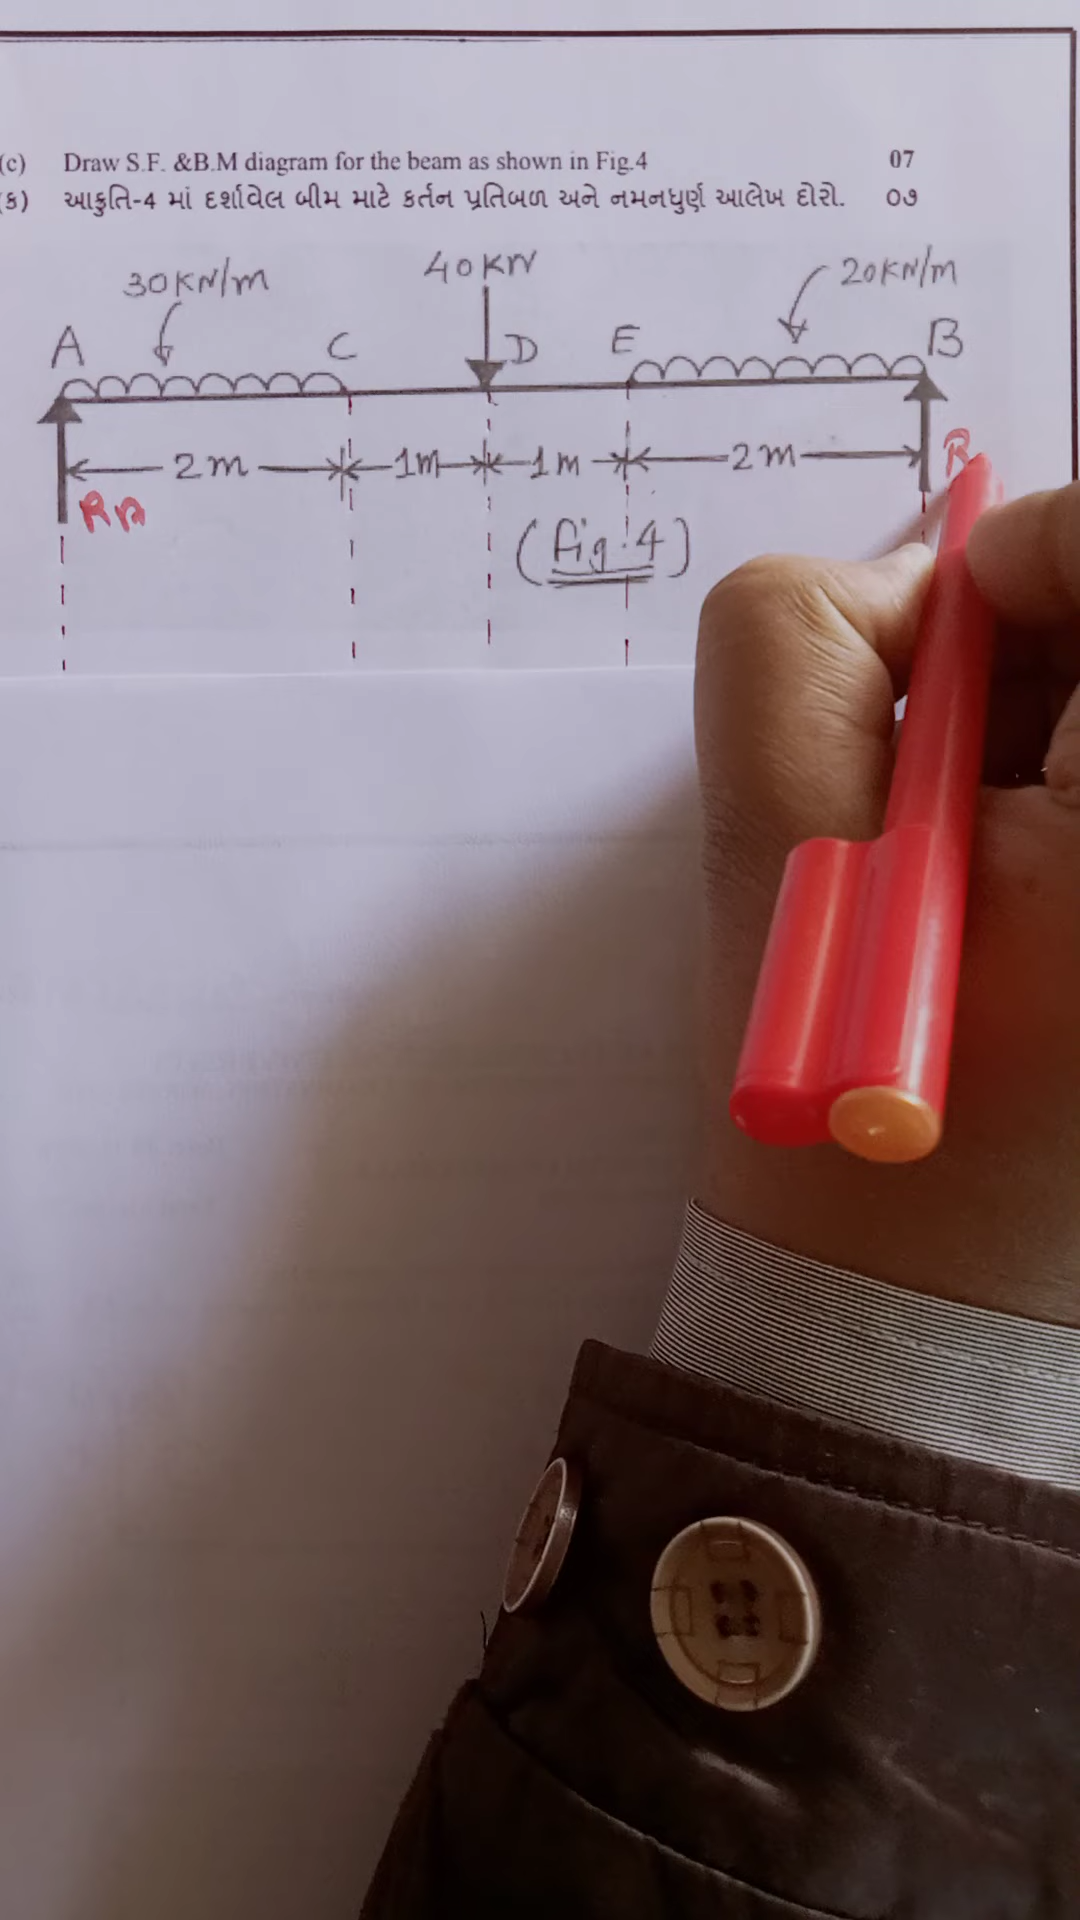 (c) Draw S.F. &B.M diagram for the beam as shown in Fig.4 07
(ક) આકૃતિ-4 માં દર્શાવેલ બીમ માટે કર્તન પ્રતિબળ અને નમનઘુર્ણ આલેખ દોરો. ૦૭
30KN/m 40KN 20KN/m
A C D E B
2m 1m 1m 2m
RA R
(fig.4)